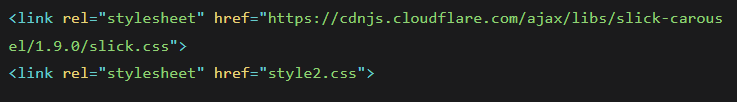 <link rel="stylesheet" href="https://cdnjs.cloudflare.com/ajax/libs/slick-carous
el/1.9.0/slick.css">
<link rel="stylesheet" href="style2.css">